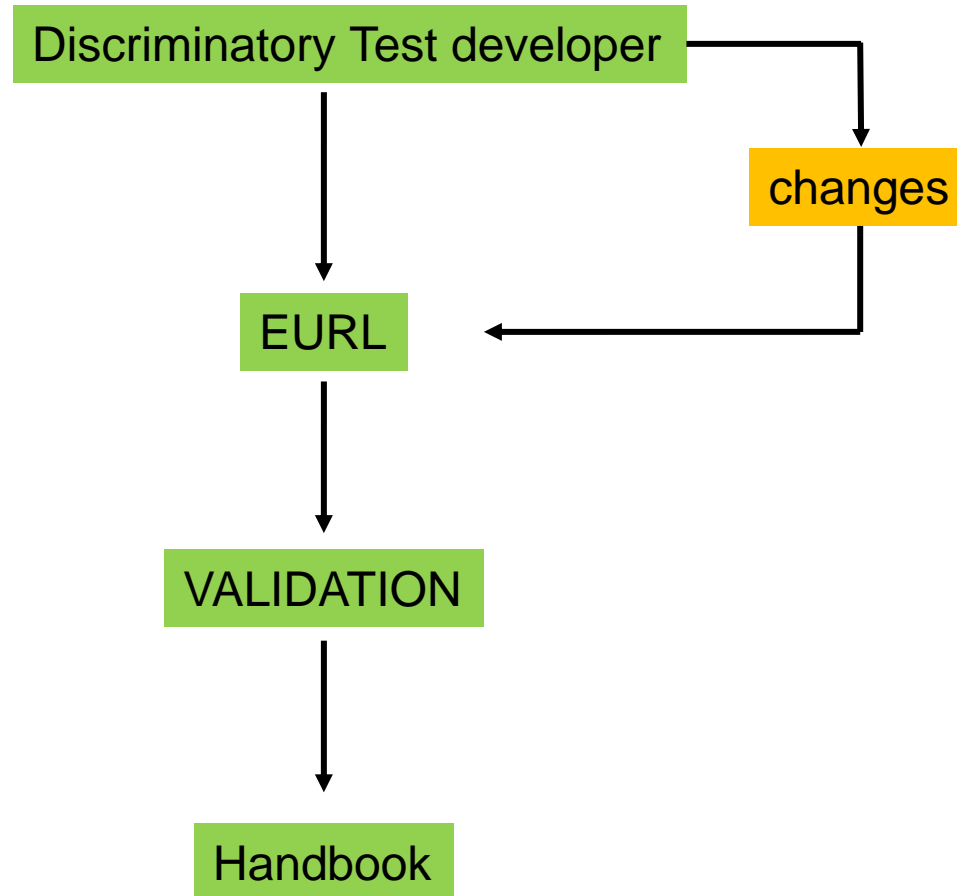 Discriminatory Test developer
changes
EURL
VALIDATION
Handbook